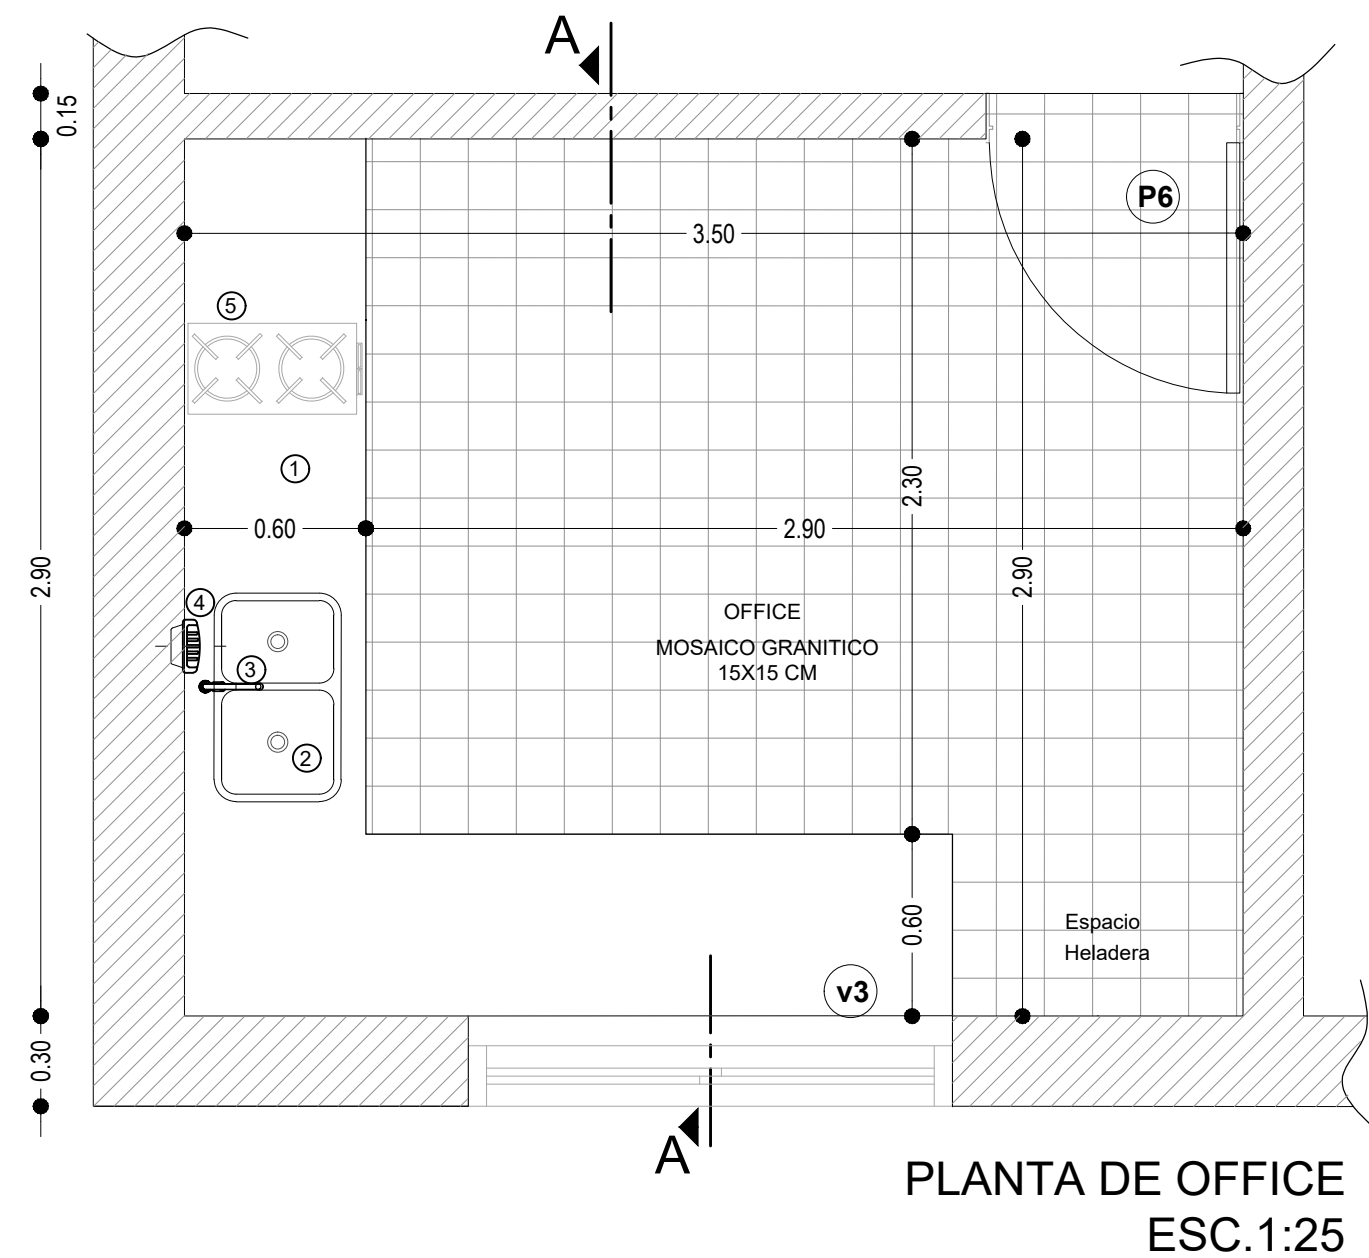 A
0.15
P6
3.50
5
1
2.30
0.60
2.90
2.90
2.90
4
OFFICE
MOSAICO GRANITICO
15X15 CM
3
2
0.60
Espacio
Heladera
v3
0.30
A
PLANTA DE OFFICE
ESC.1:25